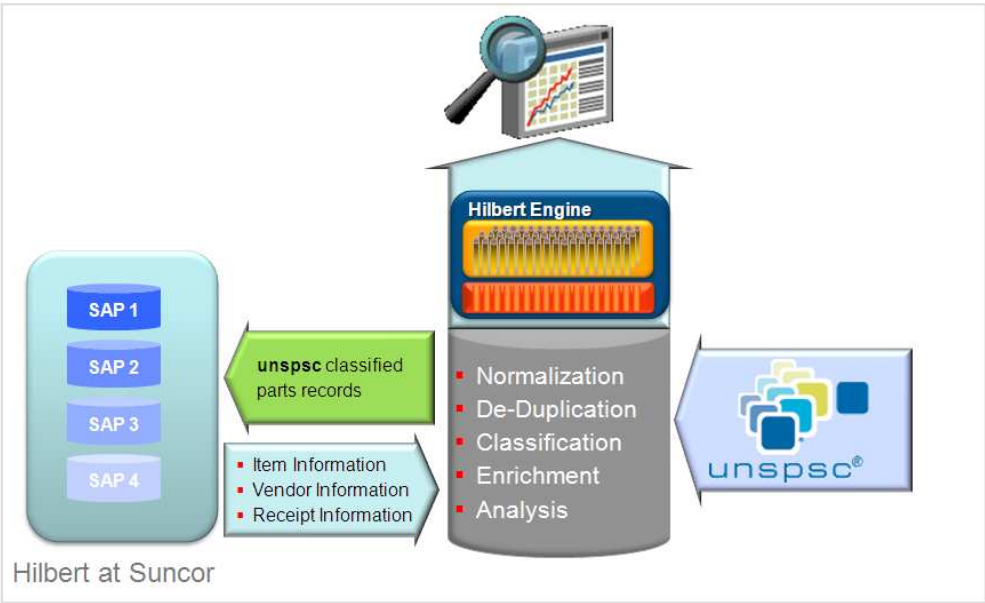 Hilbert Engine
SAP 1
SAP 2
SAP 3
SAP 4
unspsc classified
parts records
▪ Item Information
▪ Vendor Information
▪ Receipt Information
▪ Normalization
▪ De-Duplication
▪ Classification
▪ Enrichment
▪ Analysis
unspsc®
Hilbert at Suncor